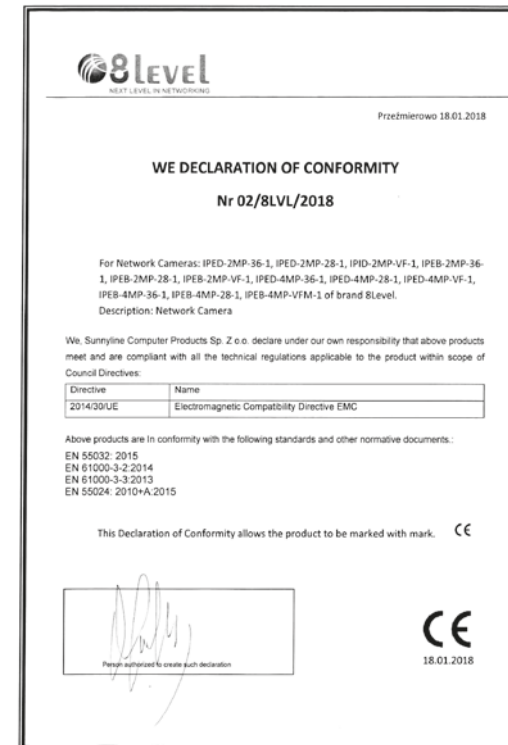 8LEVEL
NEXT LEVEL IN NETWORKING
Przeźmierowo 18.01.2018
WE DECLARATION OF CONFORMITY
Nr 02/8LVL/2018
For Network Cameras: IPED-2MP-36-1, IPED-2MP-28-1, IPID-2MP-VF-1, IPEB-2MP-36-
1, IPEB-2MP-28-1, IPEB-2MP-VF-1, IPED-4MP-36-1, IPED-4MP-28-1, IPED-4MP-VF-1,
IPEB-4MP-36-1, IPEB-4MP-28-1, IPEB-4MP-VFM-1 of brand 8Level.
Description: Network Camera
We, Sunnyline Computer Products Sp. Z o.o. declare under our own responsibility that above products
meet and are compliant with all the technical regulations applicable to the product within scope of
Council Directives:
Directive Name
2014/30/UE Electromagnetic Compatibility Directive EMC
Above products are In conformity with the following standards and other normative documents.:
EN 55032: 2015
EN 61000-3-2:2014
EN 61000-3-3:2013
EN 55024: 2010+A:2015
This Declaration of Conformity allows the product to be marked with mark. CE
Person authorized to create such declaration
CE
18.01.2018